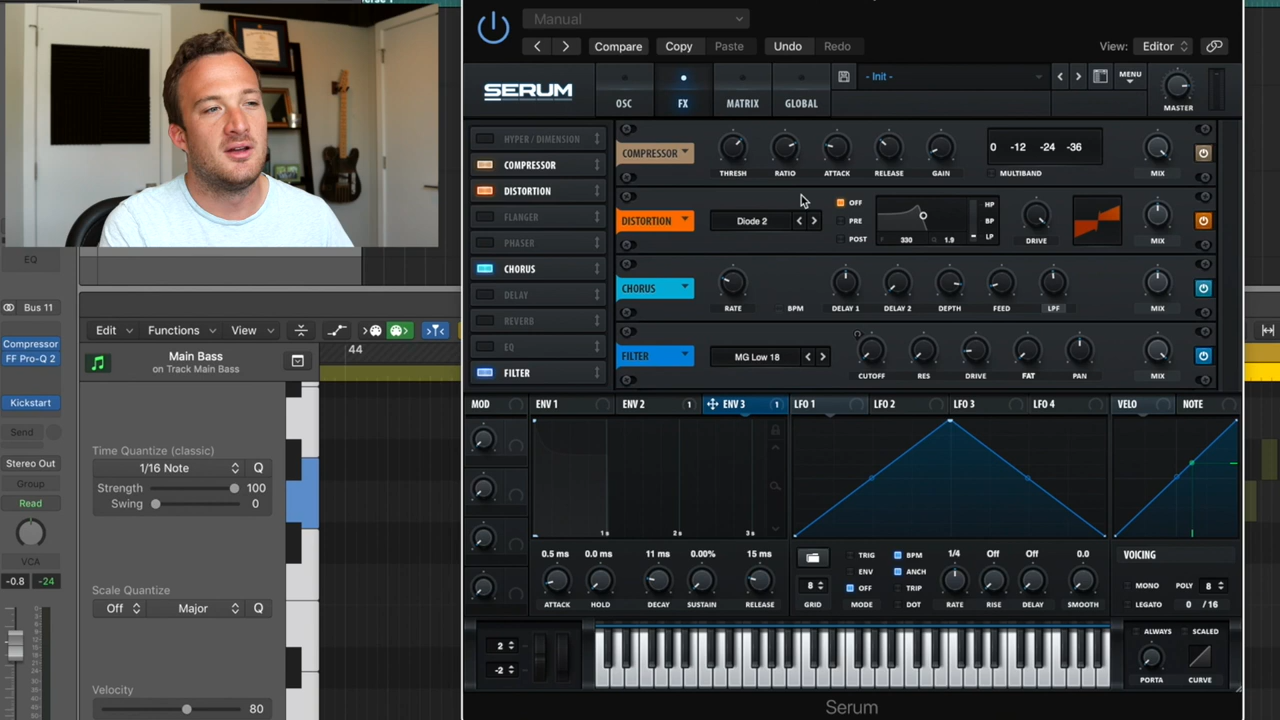 Manual
Compare Copy Paste Undo Redo View: Editor
SERUM
OSC FX MATRIX GLOBAL
- Init -
MENU
MASTER
HYPER / DIMENSION
COMPRESSOR
DISTORTION
FLANGER
PHASER
CHORUS
DELAY
REVERB
EQ
FILTER
COMPRESSOR
THRESH RATIO ATTACK RELEASE GAIN
0 -12 -24 -36
MULTIBAND
MIX
DISTORTION
Diode 2
OFF
PRE
POST
330 Q 1.9
HP
BP
LP
DRIVE
MIX
CHORUS
RATE BPM DELAY 1 DELAY 2 DEPTH FEED LPF MIX
FILTER
MG Low 18
CUTOFF RES DRIVE FAT PAN MIX
MOD ENV 1 ENV 2 1 ENV 3 1 LFO 1 LFO 2 LFO 3 LFO 4 VELO NOTE
1s 2s 3s
0.5 ms 0.0 ms 11 ms 0.00% 15 ms
ATTACK HOLD DECAY SUSTAIN RELEASE
8
GRID
TRIG
ENV
OFF
MODE
BPM
ANCH
TRIP
DOT
1/4 Off Off 0.0
RATE RISE DELAY SMOOTH
VOICING
MONO POLY 8
LEGATO 0 / 16
ALWAYS SCALED
PORTA CURVE
2
-2
Serum
EQ
Bus 11
Compressor
FF Pro-Q 2
Kickstart
Send
Stereo Out
Group
Read
VCA
-0.8 -24
Edit Functions View
Main Bass
on Track Main Bass
44
Time Quantize (classic)
1/16 Note Q
Strength 100
Swing 0
Scale Quantize
Off Major Q
Velocity
80